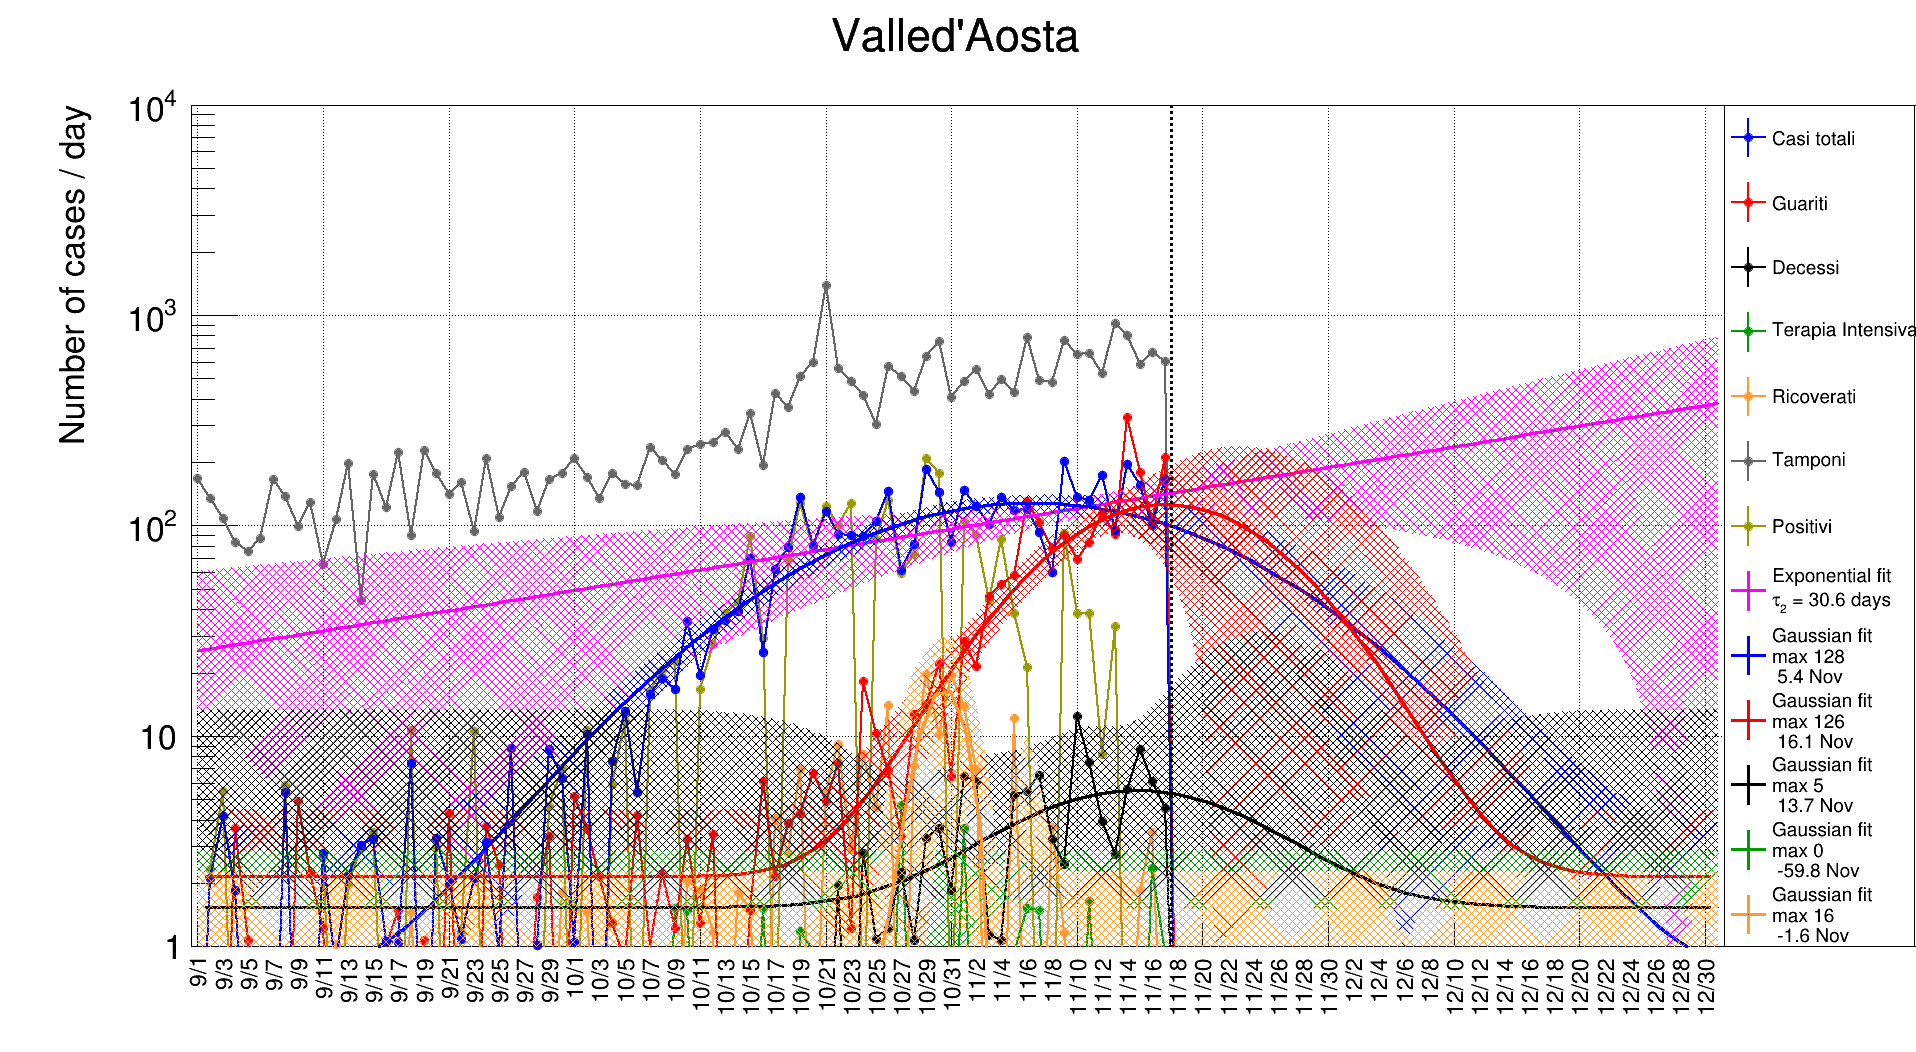 Valled'Aosta
Number of cases / day
10^4
10^3
10^2
10
1
9/1 9/3 9/5 9/7 9/9 9/11 9/13 9/15 9/17 9/19 9/21 9/23 9/25 9/27 9/29 10/1 10/3 10/5 10/7 10/9 10/11 10/13 10/15 10/17 10/19 10/21 10/23 10/25 10/27 10/29 10/31 11/2 11/4 11/6 11/8 11/10 11/12 11/14 11/16 11/18 11/20 11/22 11/24 11/26 11/28 11/30 12/2 12/4 12/6 12/8 12/10 12/12 12/14 12/16 12/18 12/20 12/22 12/24 12/26 12/28 12/30
Casi totali
Guariti
Decessi
Terapia Intensiva
Ricoverati
Tamponi
Positivi
Exponential fit
τ_2 = 30.6 days
Gaussian fit
max 128
5.4 Nov
Gaussian fit
max 126
16.1 Nov
Gaussian fit
max 5
13.7 Nov
Gaussian fit
max 0
-59.8 Nov
Gaussian fit
max 16
-1.6 Nov